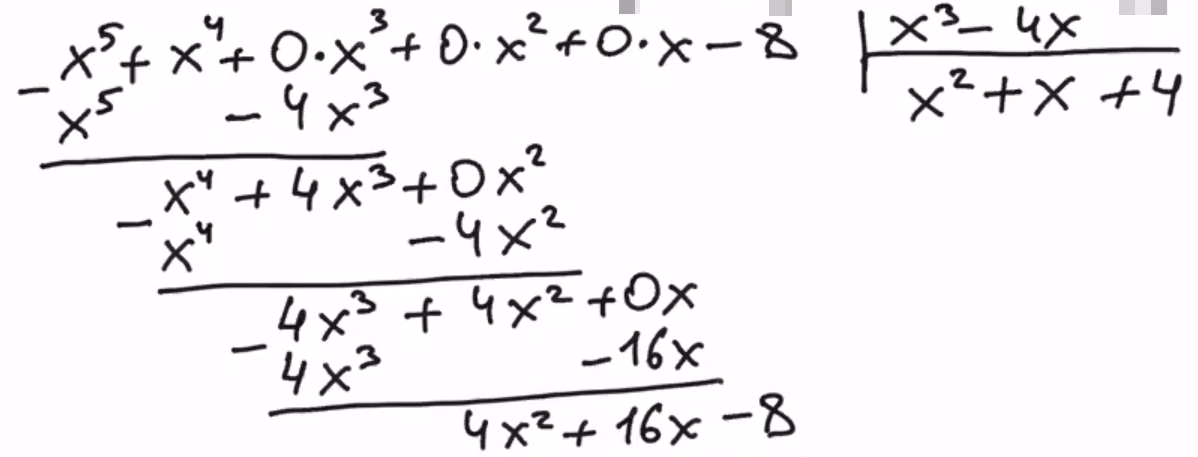 x⁵ + x⁴ + 0·x³ + 0·x² + 0·x − 8 | x³ − 4x
− x⁵ − 4x³ x² + x + 4
x⁴ + 4x³ + 0x²
− x⁴ − 4x²
4x³ + 4x² + 0x
− 4x³ − 16x
4x² + 16x − 8